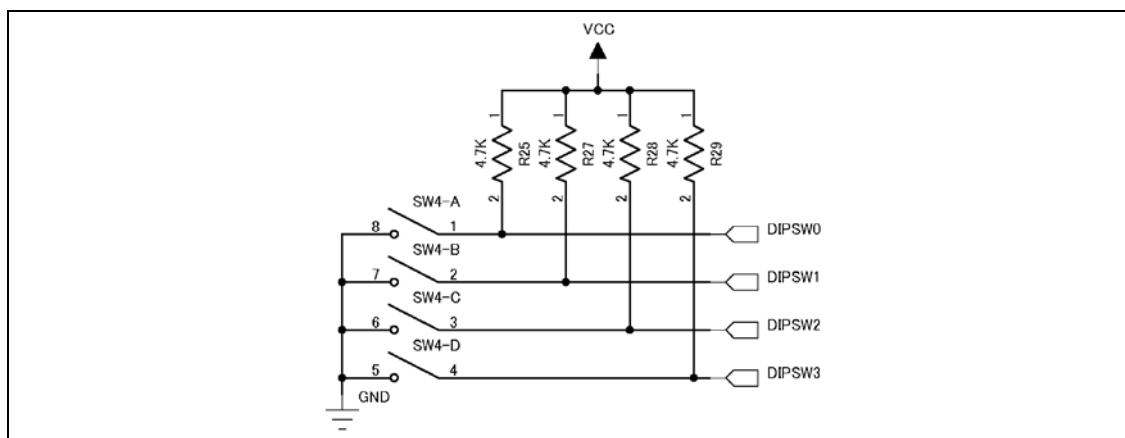 VCC
1 1 1 1
4.7K R25 4.7K R27 4.7K R28 4.7K R29
2 2 2 2
SW4-A
8 1 DIPSW0
SW4-B
7 2 DIPSW1
SW4-C
6 3 DIPSW2
SW4-D
5 4 DIPSW3
GND